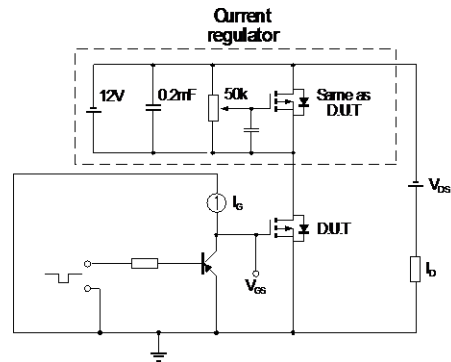 Current
regulator
12V
0.2mF
50k
Same as
D.U.T
VDS
IG
D.U.T
VGS
ID